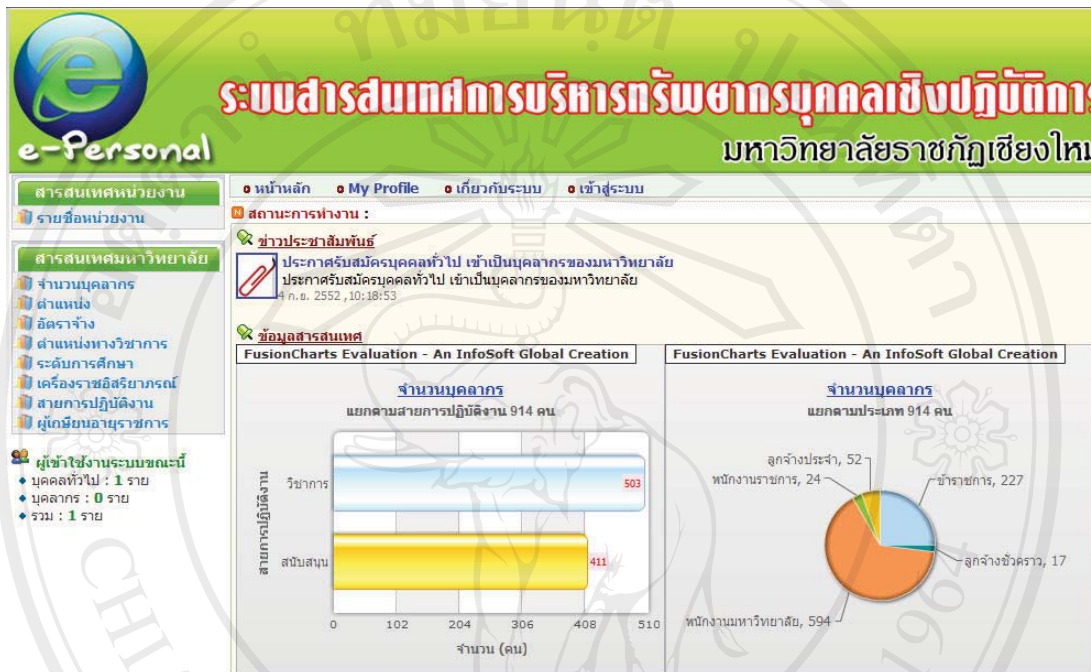 ระบบสารสนเทศการบริหารทรัพยากรบุคคลเชิงปฏิบัติการ
มหาวิทยาลัยราชภัฏเชียงใหม่
e-Personal
สารสนเทศหน่วยงาน
รายชื่อหน่วยงาน
สารสนเทศมหาวิทยาลัย
จำนวนบุคลากร
ตำแหน่ง
อัตราจ้าง
ตำแหน่งทางวิชาการ
ระดับการศึกษา
เครื่องราชอิสริยาภรณ์
สายการปฏิบัติงาน
ผู้เกษียนอายุราชการ
ผู้เข้าใช้งานระบบขณะนี้
บุคคลทั่วไป : 1 ราย
บุคลากร : 0 ราย
รวม : 1 ราย
หน้าหลัก My Profile เกี่ยวกับระบบ เข้าสู่ระบบ
N สถานะการทำงาน :
ข่าวประชาสัมพันธ์
ประกาศรับสมัครบุคคลทั่วไป เข้าเป็นบุคลากรของมหาวิทยาลัย
ประกาศรับสมัครบุคคลทั่วไป เข้าเป็นบุคลากรของมหาวิทยาลัย
4 ก.ย. 2552 ,10:18:53
ข้อมูลสารสนเทศ
FusionCharts Evaluation - An InfoSoft Global Creation
จำนวนบุคลากร
แยกตามสายการปฏิบัติงาน 914 คน
สายการปฏิบัติงาน
วิชาการ 503
สนับสนุน 411
0 102 204 306 408 510
จำนวน (คน)
FusionCharts Evaluation - An InfoSoft Global Creation
จำนวนบุคลากร
แยกตามประเภท 914 คน
ลูกจ้างประจำ, 52
พนักงานราชการ, 24
ข้าราชการ, 227
ลูกจ้างชั่วคราว, 17
พนักงานมหาวิทยาลัย, 594